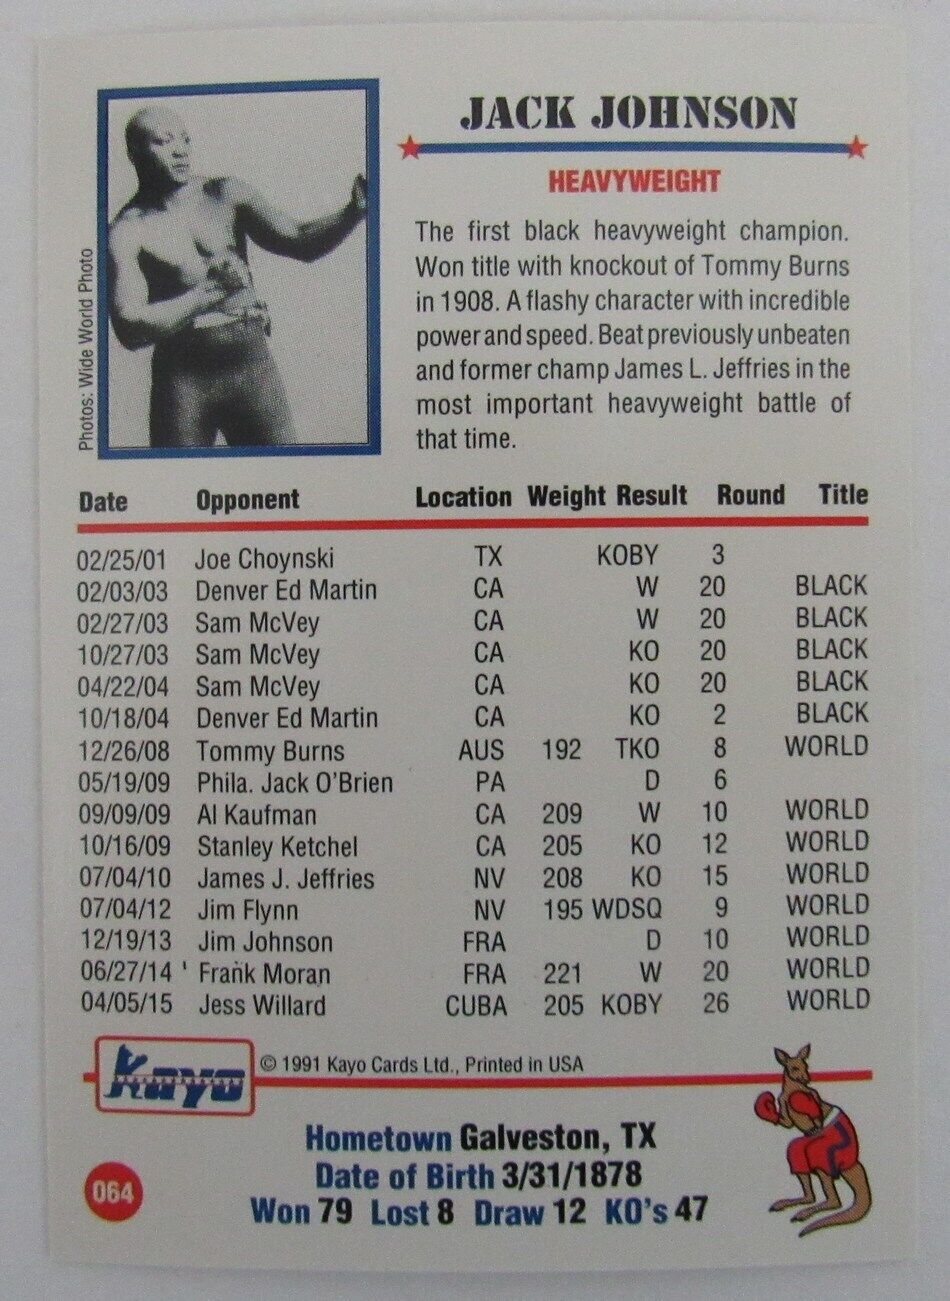 JACK JOHNSON
HEAVYWEIGHT
The first black heavyweight champion.
Won title with knockout of Tommy Burns
in 1908. A flashy character with incredible
power and speed. Beat previously unbeaten
and former champ James L. Jeffries in the
most important heavyweight battle of
that time.
Photos: Wide World Photo
Date Opponent Location Weight Result Round Title
02/25/01 Joe Choynski TX KOBY 3
02/03/03 Denver Ed Martin CA W 20 BLACK
02/27/03 Sam McVey CA W 20 BLACK
10/27/03 Sam McVey CA KO 20 BLACK
04/22/04 Sam McVey CA KO 20 BLACK
10/18/04 Denver Ed Martin CA KO 2 BLACK
12/26/08 Tommy Burns AUS 192 TKO 8 WORLD
05/19/09 Phila. Jack O'Brien PA D 6
09/09/09 Al Kaufman CA 209 W 10 WORLD
10/16/09 Stanley Ketchel CA 205 KO 12 WORLD
07/04/10 James J. Jeffries NV 208 KO 15 WORLD
07/04/12 Jim Flynn NV 195 WDSQ 9 WORLD
12/19/13 Jim Johnson FRA D 10 WORLD
06/27/14 Frank Moran FRA 221 W 20 WORLD
04/05/15 Jess Willard CUBA 205 KOBY 26 WORLD
Kayo
© 1991 Kayo Cards Ltd., Printed in USA
Hometown Galveston, TX
Date of Birth 3/31/1878
Won 79 Lost 8 Draw 12 KO's 47
064